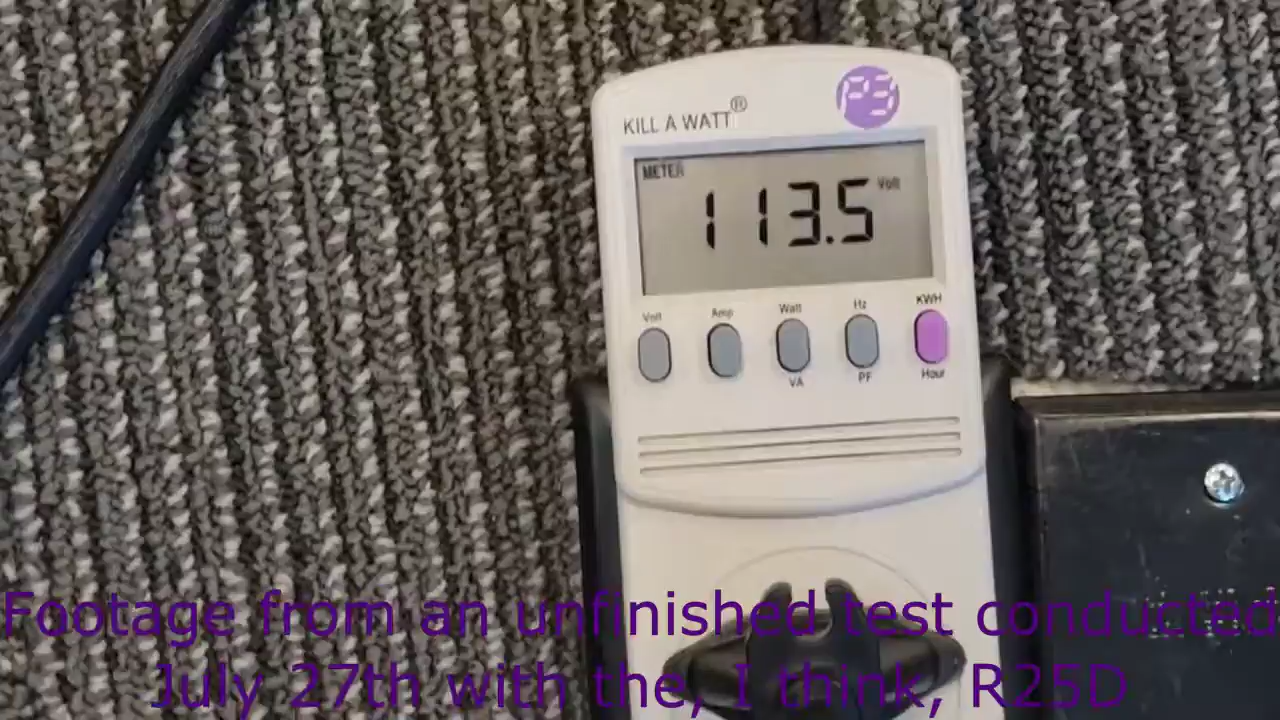 P3
KILL A WATT®
METER
113.5 Volt
Volt Amp Watt Hz KWH
VA PF Hour
Footage from an unfinished test conducted
July 27th with the, I think, R25D